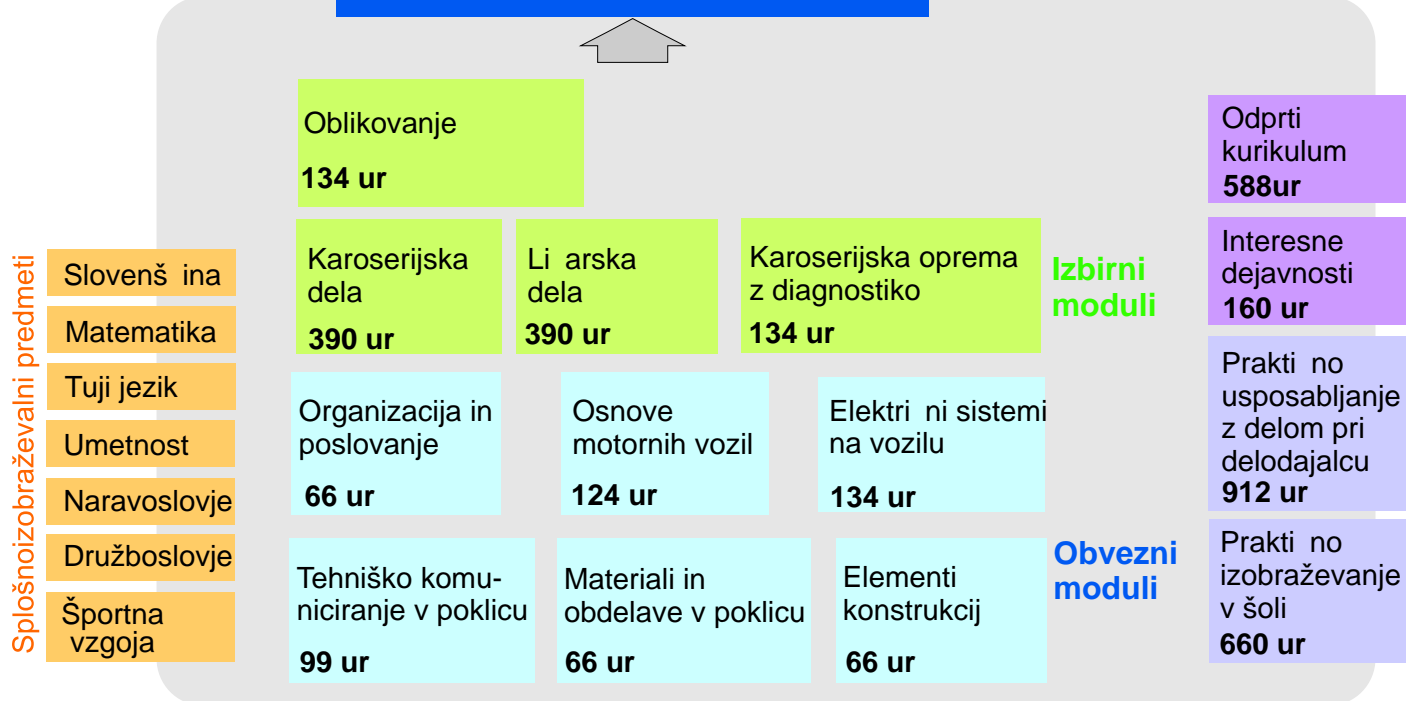 Splošnoizobraževalni predmeti
Slovenš ina
Matematika
Tuji jezik
Umetnost
Naravoslovje
Družboslovje
Športna
vzgoja
Oblikovanje
134 ur
Karoserijska
dela
390 ur
Li arska
dela
390 ur
Karoserijska oprema
z diagnostiko
134 ur
Izbirni
moduli
Organizacija in
poslovanje
66 ur
Osnove
motornih vozil
124 ur
Elektri ni sistemi
na vozilu
134 ur
Tehniško komu-
niciranje v poklicu
99 ur
Materiali in
obdelave v poklicu
66 ur
Elementi
konstrukcij
66 ur
Obvezni
moduli
Odprti
kurikulum
588ur
Interesne
dejavnosti
160 ur
Prakti no
usposabljanje
z delom pri
delodajalcu
912 ur
Prakti no
izobraževanje
v šoli
660 ur